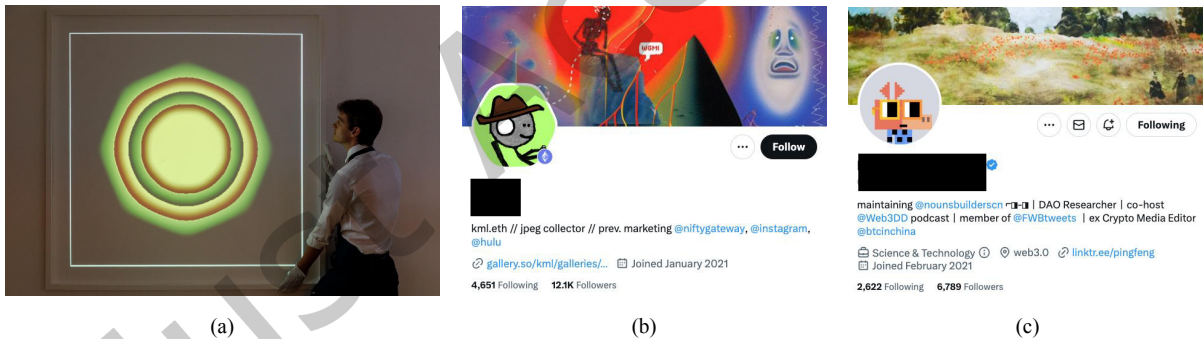 WGMI
Follow
kml.eth // jpeg collector // prev. marketing @niftygateway, @instagram,
@hulu
gallery.so/kml/galleries/... Joined January 2021
4,651 Following 12.1K Followers
(b)
Following
maintaining @nounsbuilderscn | DAO Researcher | co-host
@Web3DD podcast | member of @FWBtweets | ex Crypto Media Editor
@btcinchina
Science & Technology web3.0 linktr.ee/pingfeng
Joined February 2021
2,622 Following 6,789 Followers
(c)
(a)